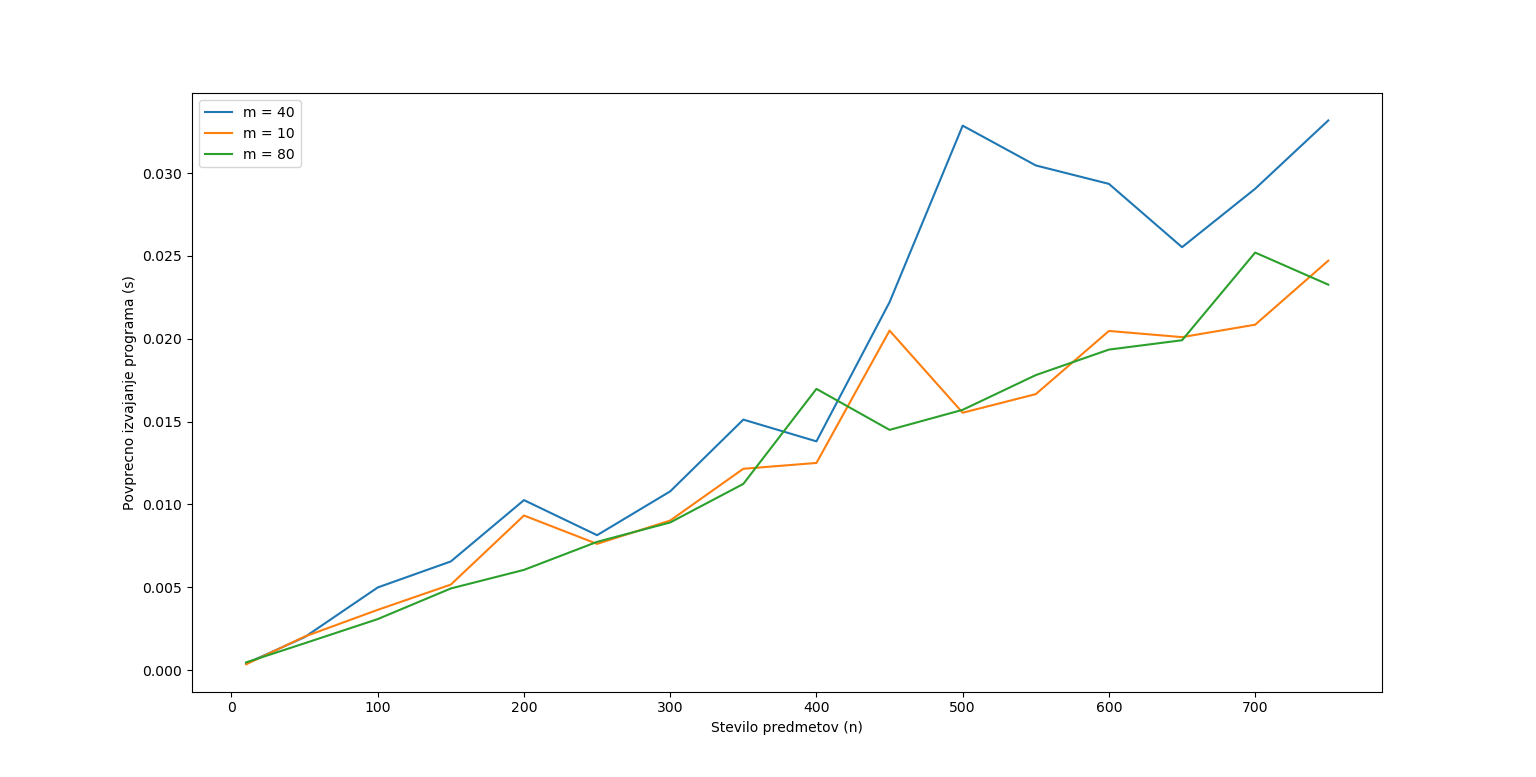 m = 40
m = 10
m = 80
0.030
0.025
0.020
0.015
0.010
0.005
0.000
Povprecno izvajanje programa (s)
0 100 200 300 400 500 600 700
Stevilo predmetov (n)